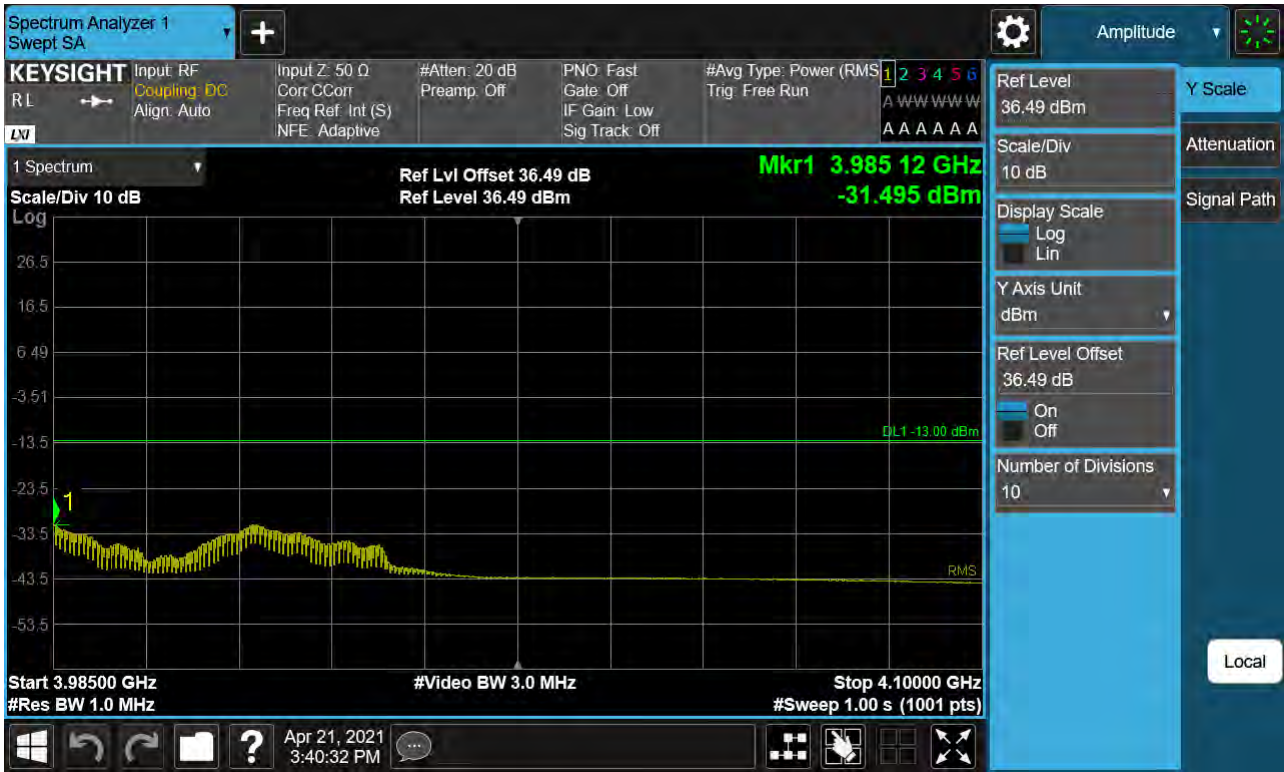 Spectrum Analyzer 1
Swept SA
+
Amplitude
KEYSIGHT
RL
LXI
Input: RF
Coupling: DC
Align: Auto
Input Z: 50 Ω
Corr CCorr
Freq Ref: Int (S)
NFE: Adaptive
#Atten: 20 dB
Preamp: Off
PNO: Fast
Gate: Off
IF Gain: Low
Sig Track: Off
#Avg Type: Power (RMS
Trig: Free Run
1 2 3 4 5 6
A W W W W W
A A A A A A
1 Spectrum
Scale/Div 10 dB
Log
Ref Lvl Offset 36.49 dB
Ref Level 36.49 dBm
Mkr1 3.985 12 GHz
-31.495 dBm
26.5
16.5
6.49
-3.51
-13.5
-23.5
-33.5
-43.5
-53.5
DL1 -13.00 dBm
1
RMS
Start 3.98500 GHz
#Res BW 1.0 MHz
#Video BW 3.0 MHz
Stop 4.10000 GHz
#Sweep 1.00 s (1001 pts)
Ref Level
36.49 dBm
Scale/Div
10 dB
Display Scale
Log
Lin
Y Axis Unit
dBm
Ref Level Offset
36.49 dB
On
Off
Number of Divisions
10
Y Scale
Attenuation
Signal Path
Local
?
Apr 21, 2021
3:40:32 PM